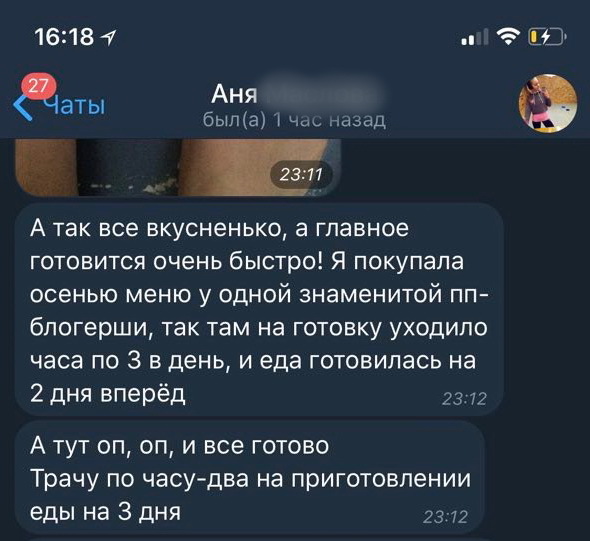 16:18
27
Чаты
Аня
был(а) 1 час назад
23:11
А так все вкусненько, а главное
готовится очень быстро! Я покупала
осенью меню у одной знаменитой пп-
блогерши, так там на готовку уходило
часа по 3 в день, и еда готовилась на
2 дня вперёд
23:12
А тут оп, оп, и все готово
Трачу по часу-два на приготовлении
еды на 3 дня
23:12